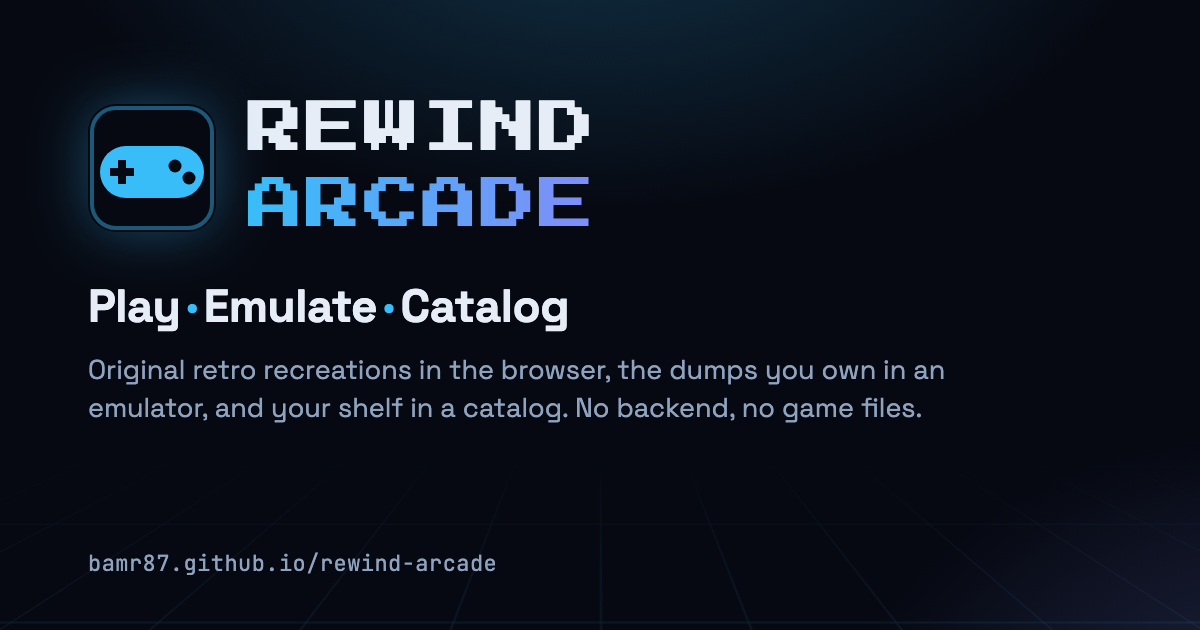 REWIND
ARCADE
Play · Emulate · Catalog
Original retro recreations in the browser, the dumps you own in an
emulator, and your shelf in a catalog. No backend, no game files.
bamr87.github.io/rewind-arcade